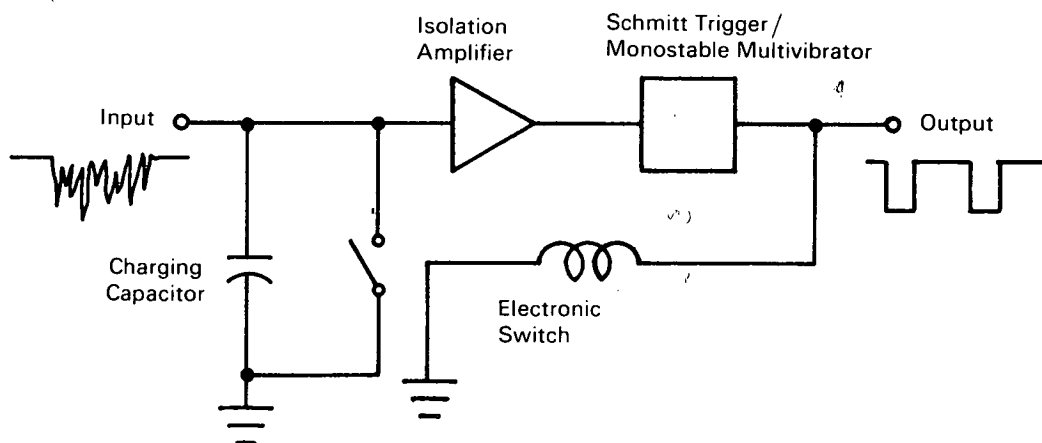 Isolation
Amplifier
Schmitt Trigger/
Monostable Multivibrator
Input
Output
Charging
Capacitor
Electronic
Switch